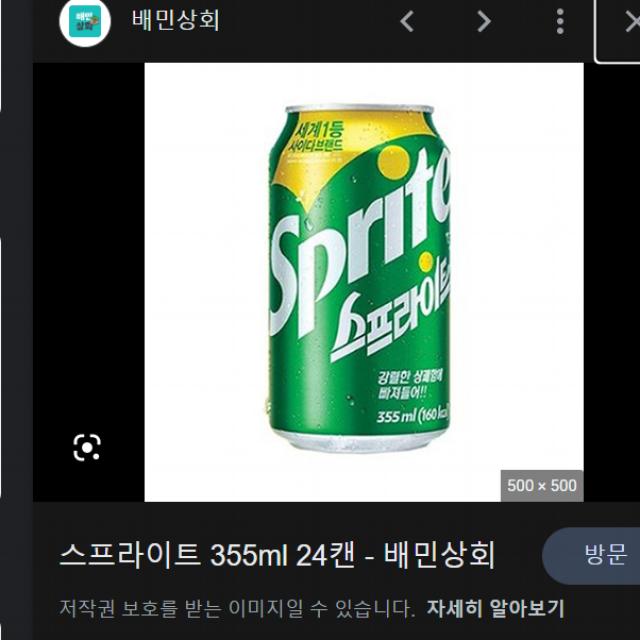 배민상회
세계1등
사이다브랜드
Sprite
스프라이트
강렬한 상쾌함에
빠져들어!!
355 ml (160 kcal
500 × 500
스프라이트 355ml 24캔 - 배민상회
방문
저작권 보호를 받는 이미지일 수 있습니다. 자세히 알아보기